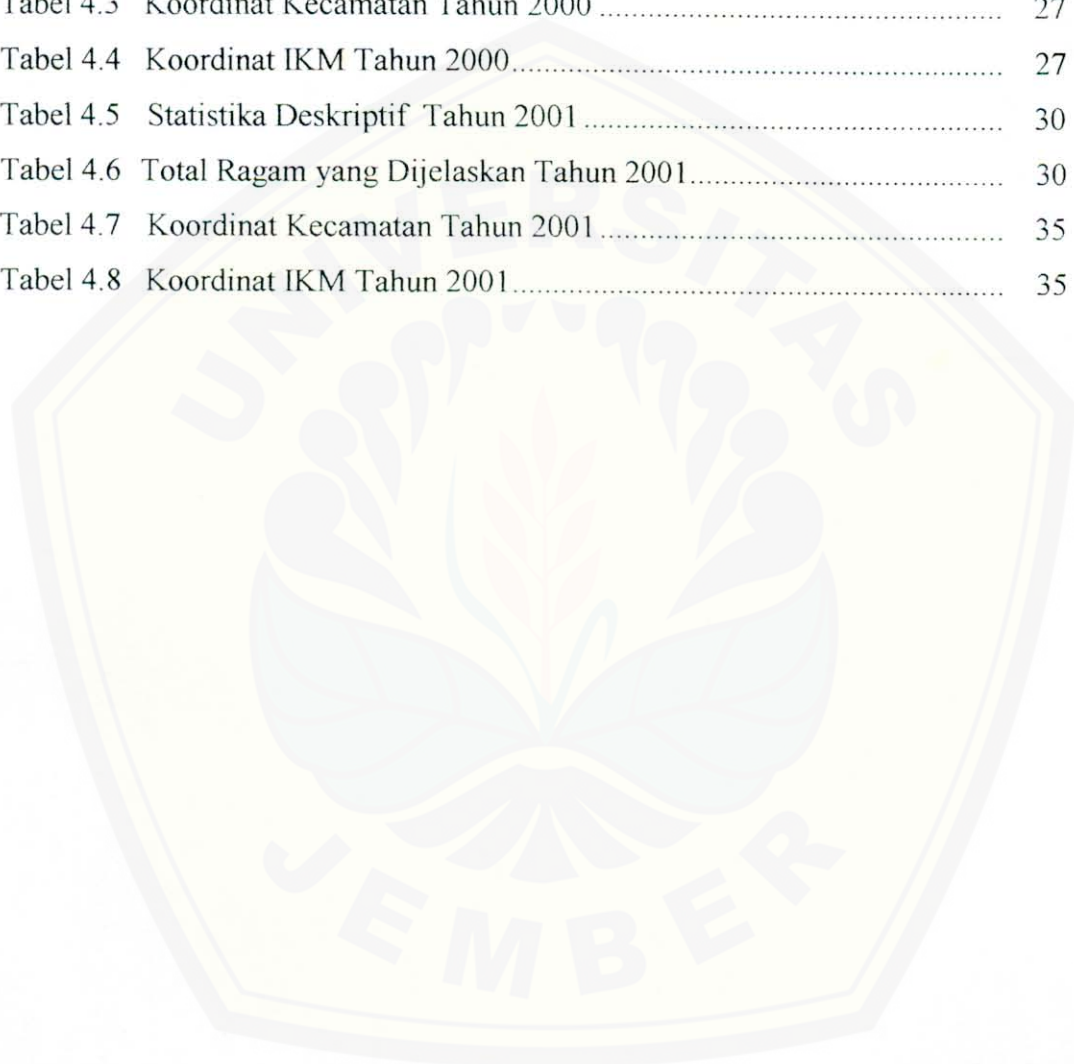 Tabel 4.3 Koordinat Kecamatan Tahun 2000 ........ 27
Tabel 4.4 Koordinat IKM Tahun 2000 ........ 27
Tabel 4.5 Statistika Deskriptif Tahun 2001 ........ 30
Tabel 4.6 Total Ragam yang Dijelaskan Tahun 2001 ........ 30
Tabel 4.7 Koordinat Kecamatan Tahun 2001 ........ 35
Tabel 4.8 Koordinat IKM Tahun 2001 ........ 35
UNIVERSITAS
JEMBER